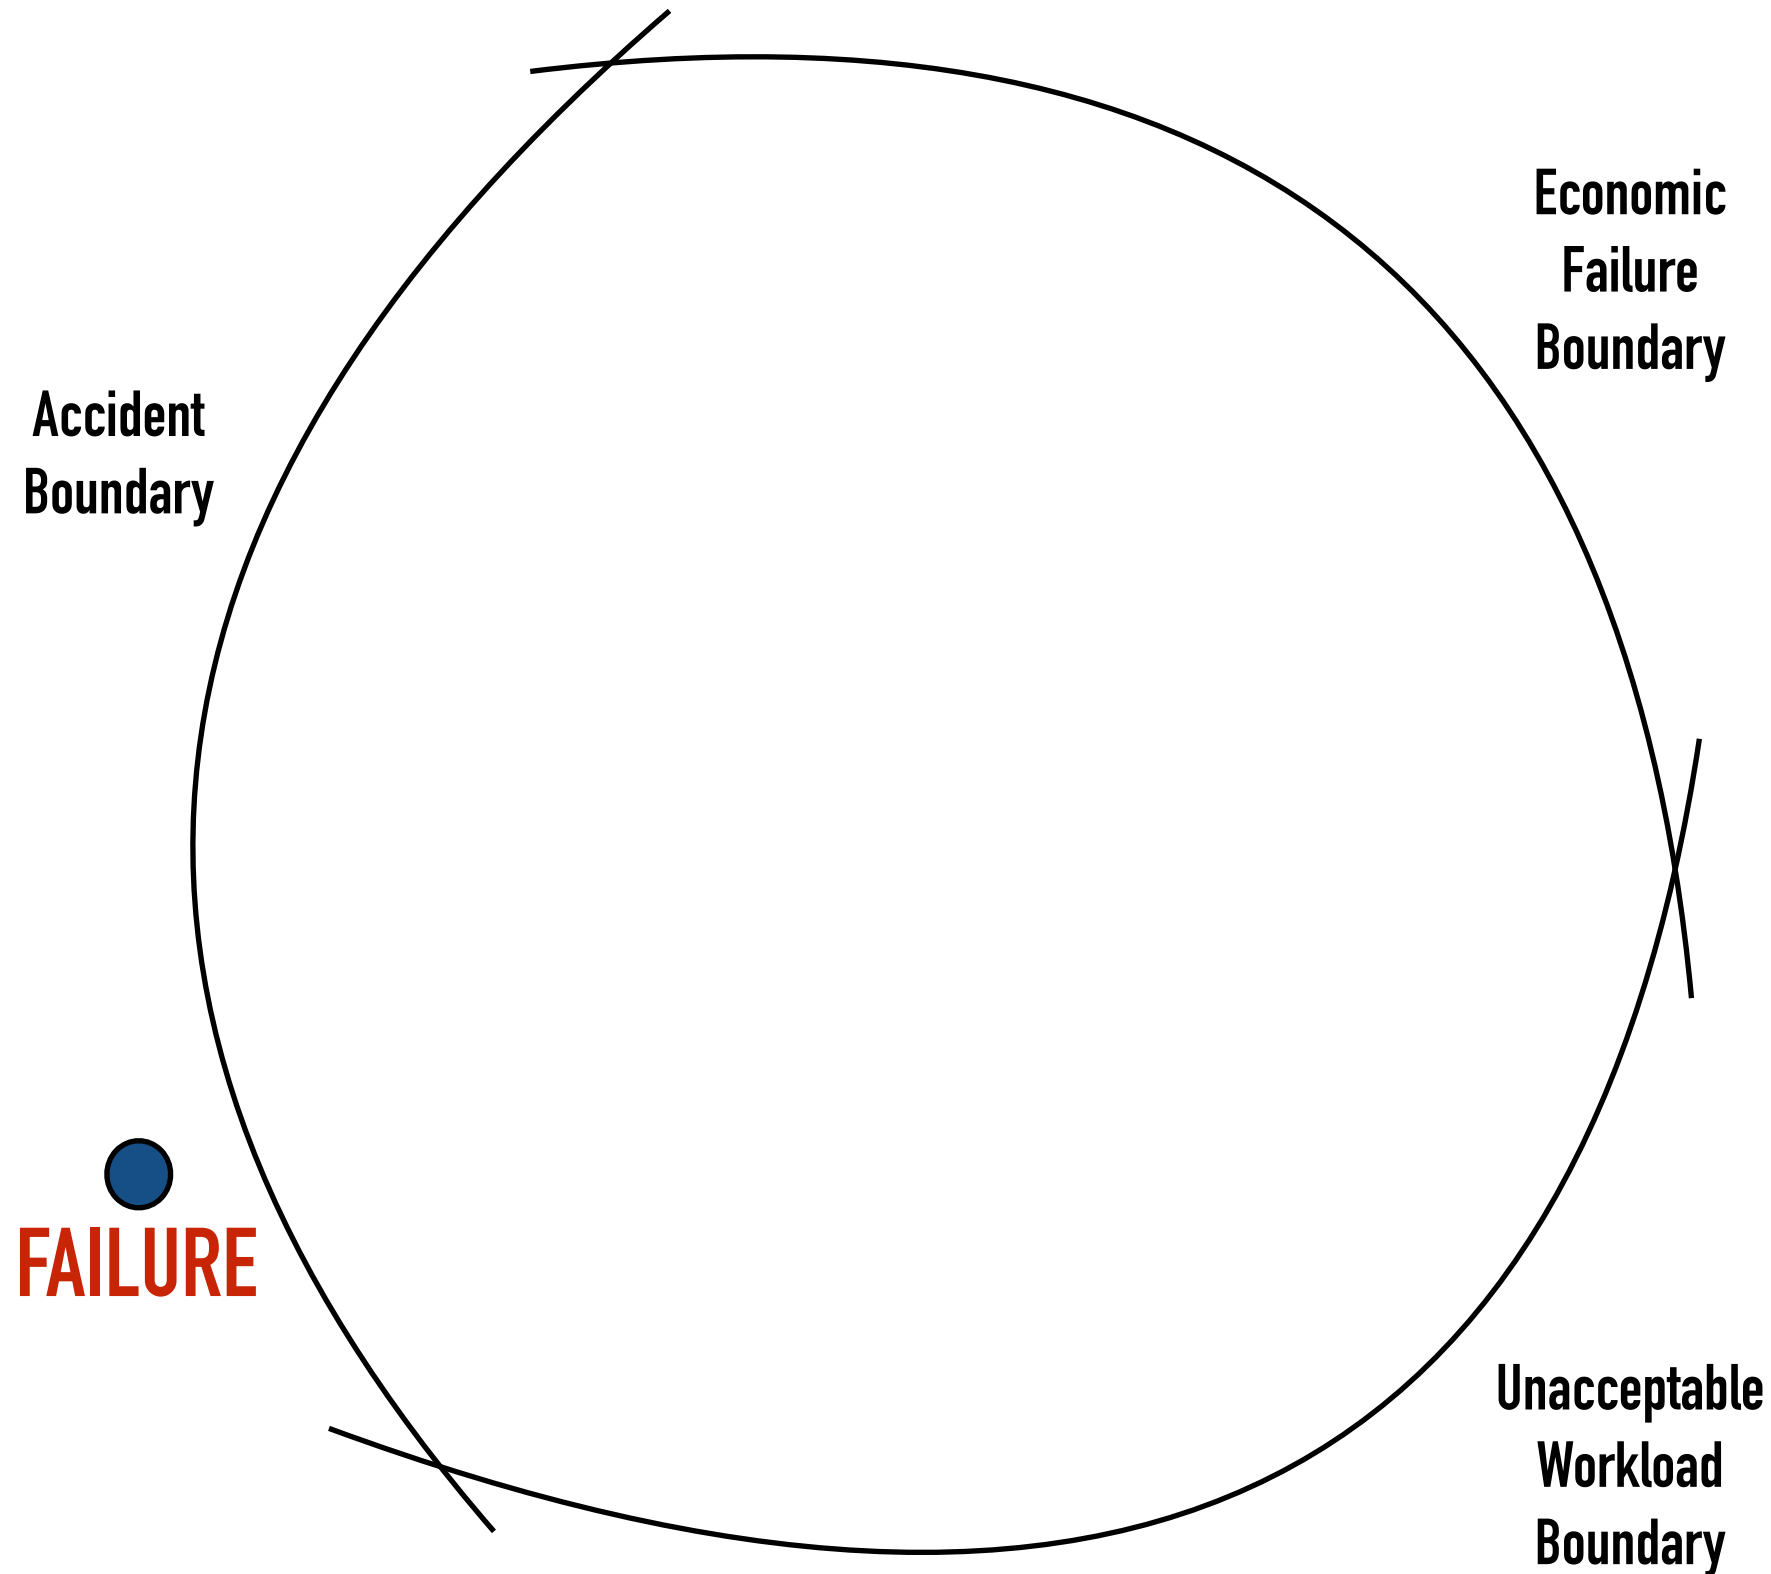 Economic
Failure
Boundary
Accident
Boundary
FAILURE
Unacceptable
Workload
Boundary